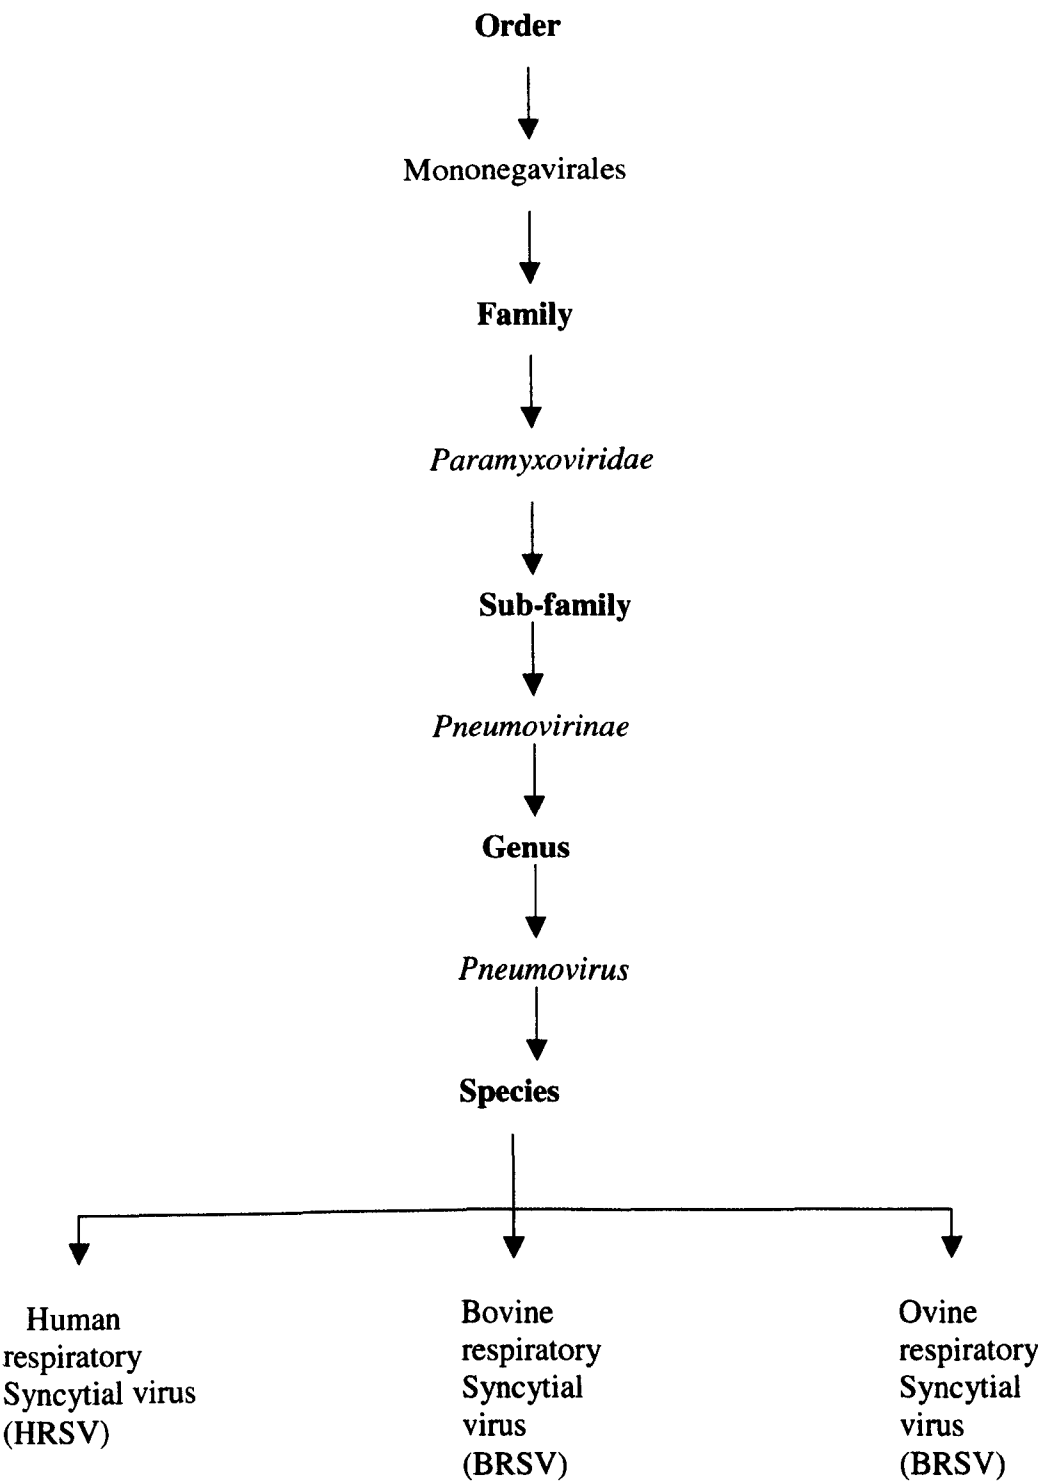 Order
Mononegavirales
Family
Paramyxoviridae
Sub-family
Pneumovirinae
Genus
Pneumovirus
Species
Human
respiratory
Syncytial virus
(HRSV)
Bovine
respiratory
Syncytial
virus
(BRSV)
Ovine
respiratory
Syncytial
virus
(BRSV)